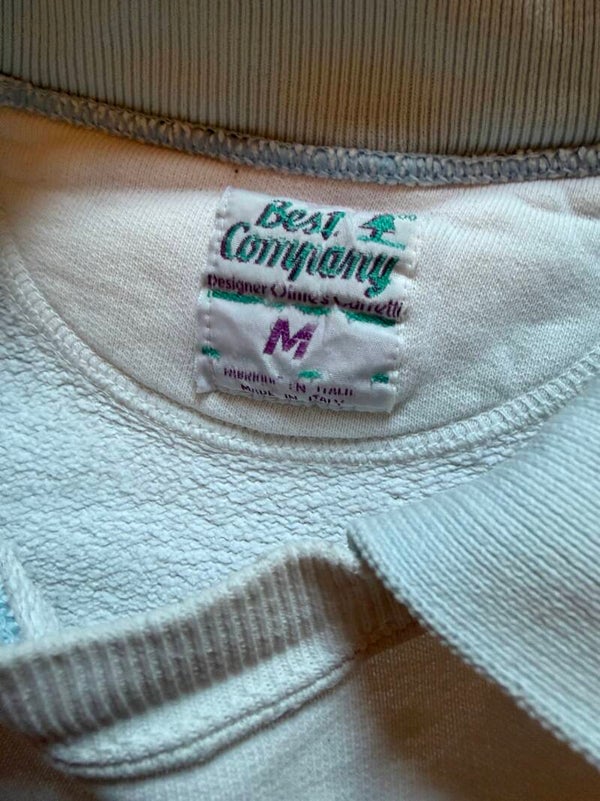 Best
Company
Designer Olmes Carretti
M
MADE IN ITALY